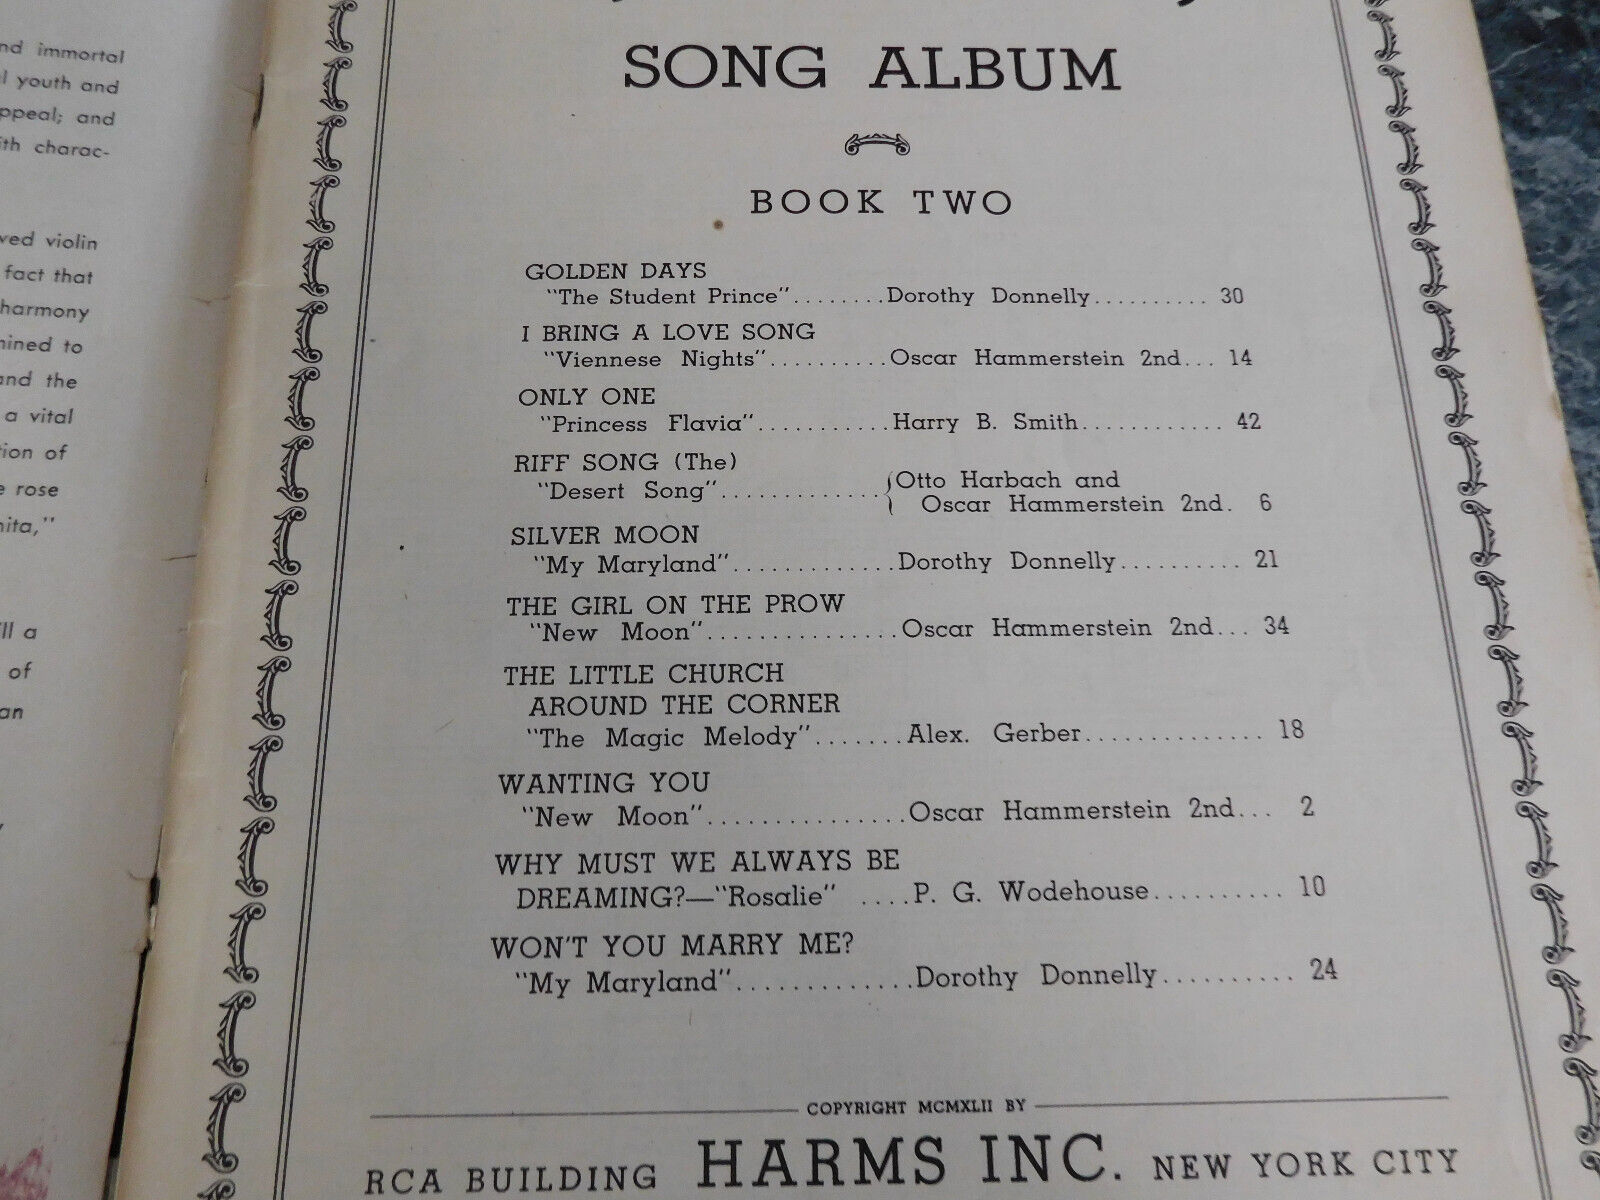 nd immortal
l youth and
ppeal; and
ith charac-
ved violin
fact that
harmony
nined to
and the
a vital
tion of
e rose
nita,"
ll a
of
an
SONG ALBUM
BOOK TWO
GOLDEN DAYS
"The Student Prince"........Dorothy Donnelly.......... 30
I BRING A LOVE SONG
"Viennese Nights"..........Oscar Hammerstein 2nd... 14
ONLY ONE
"Princess Flavia"...........Harry B. Smith............ 42
RIFF SONG (The)
"Desert Song".............{Otto Harbach and
Oscar Hammerstein 2nd. 6
SILVER MOON
"My Maryland".............Dorothy Donnelly.......... 21
THE GIRL ON THE PROW
"New Moon"...............Oscar Hammerstein 2nd... 34
THE LITTLE CHURCH
AROUND THE CORNER
"The Magic Melody".......Alex. Gerber.............. 18
WANTING YOU
"New Moon"...............Oscar Hammerstein 2nd... 2
WHY MUST WE ALWAYS BE
DREAMING?—"Rosalie" ....P. G. Wodehouse.......... 10
WON'T YOU MARRY ME?
"My Maryland".............Dorothy Donnelly.......... 24
COPYRIGHT MCMXLII BY
RCA BUILDING HARMS INC. NEW YORK CITY